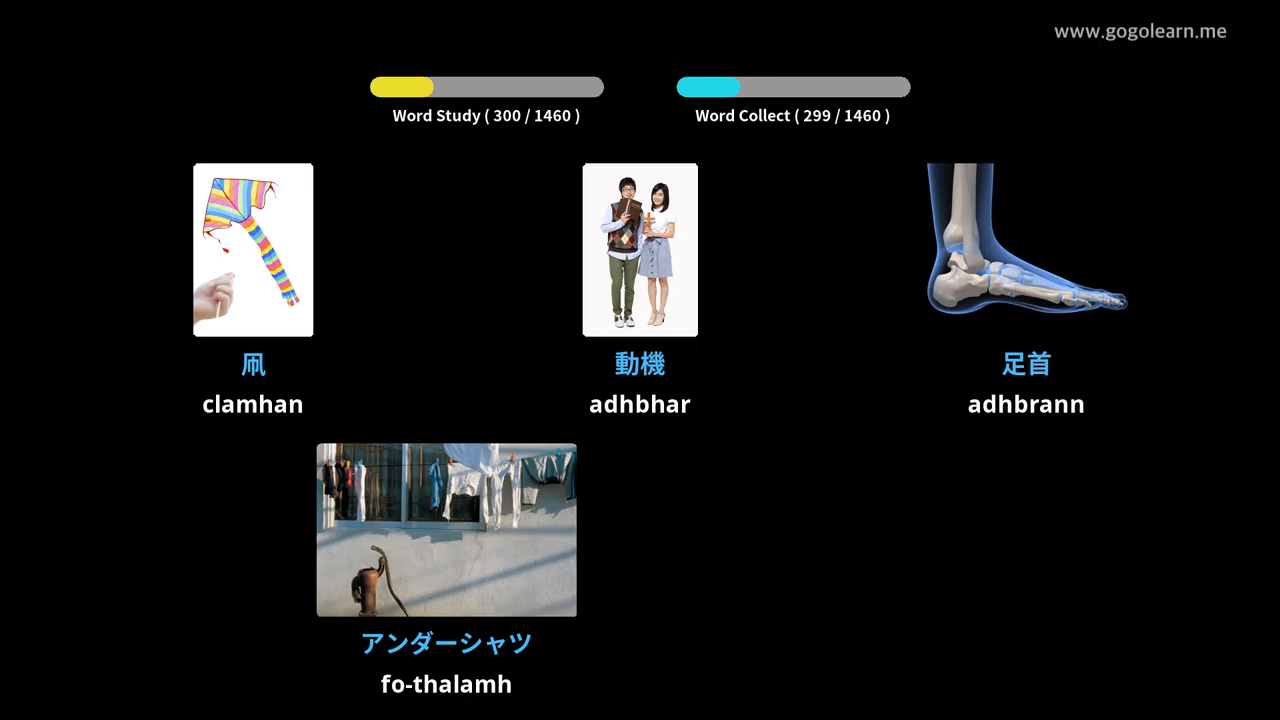 www.gogolearn.me
Word Study ( 300 / 1460 )
Word Collect ( 299 / 1460 )
凧
clamhan
動機
adhbhar
足首
adhbrann
アンダーシャツ
fo-thalamh